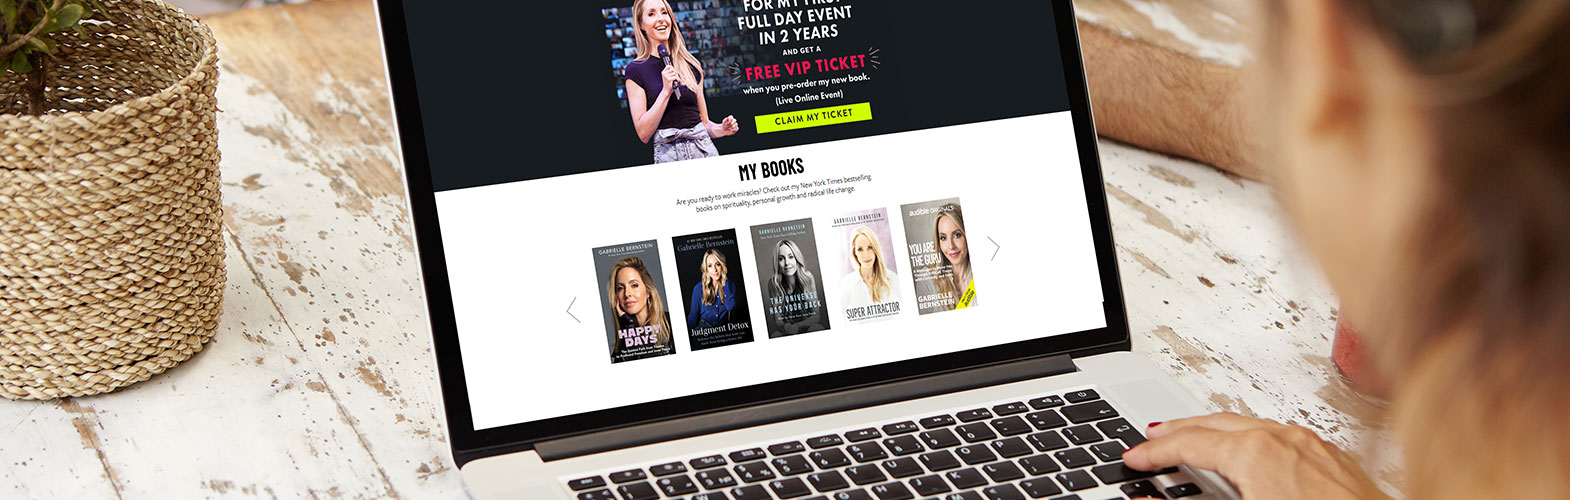 FOR MY FIRST
FULL DAY EVENT
IN 2 YEARS
AND GET A
FREE VIP TICKET
when you pre-order my new book.
(Live Online Event)
CLAIM MY TICKET
MY BOOKS
Are you ready to work miracles? Check out my New York Times bestselling
books on spirituality, personal growth and radical life change.
GABRIELLE BERNSTEIN
HAPPY
DAYS
The Guided Path from Trauma
to Profound Freedom and Inner Peace
Gabrielle Bernstein
Judgment Detox
GABRIELLE BERNSTEIN
THE UNIVERSE
HAS YOUR BACK
GABRIELLE BERNSTEIN
SUPER ATTRACTOR
audible ORIGINALS
YOU ARE
THE GURU
GABRIELLE
BERNSTEIN